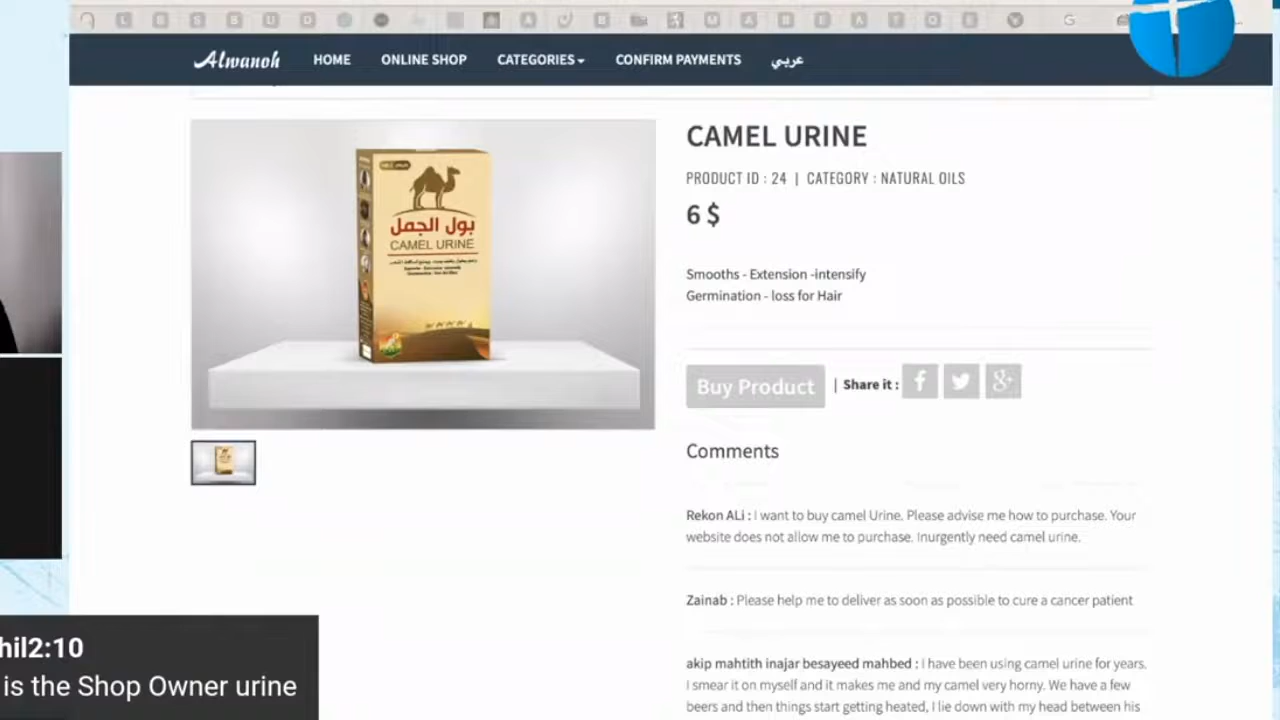 Alwanoh HOME ONLINE SHOP CATEGORIES CONFIRM PAYMENTS عربي
بول الجمل
CAMEL URINE
CAMEL URINE
PRODUCT ID : 24 | CATEGORY : NATURAL OILS
6 $
Smooths - Extension -intensify
Germination - loss for Hair
Buy Product | Share it :
Comments
Rekon ALi : I want to buy camel Urine. Please advise me how to purchase. Your
website does not allow me to purchase. Inurgently need camel urine.
Zainab : Please help me to deliver as soon as possible to cure a cancer patient
akip mahtith inajar besayeed mahbed : I have been using camel urine for years.
I smear it on myself and it makes me and my camel very horny. We have a few
beers and then things start getting heated, I lie down with my head between his
hil2:10
is the Shop Owner urine